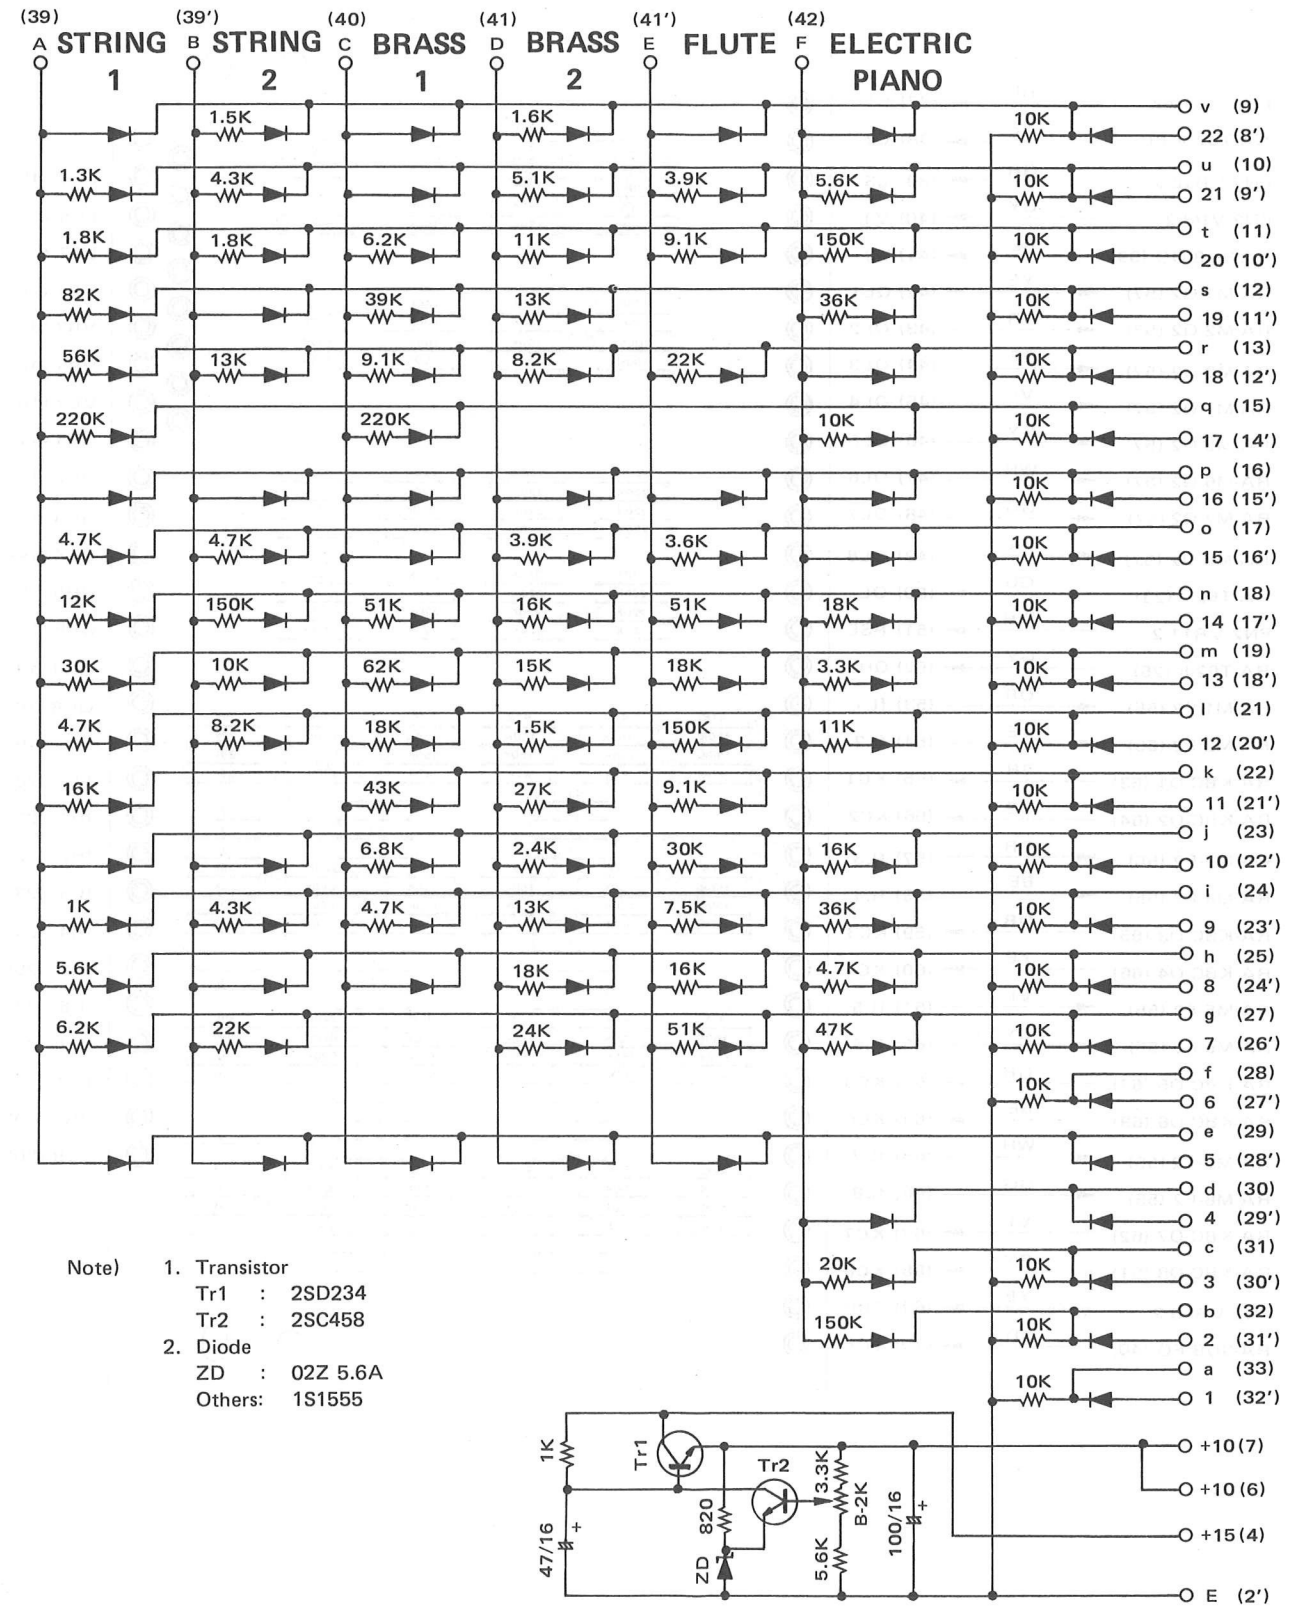 (39) (39') (40) (41) (41') (42)
A STRING B STRING C BRASS D BRASS E FLUTE F ELECTRIC
1 2 1 2 PIANO
v (9)
1.5K 1.6K 10K
22 (8')
u (10)
1.3K 4.3K 5.1K 3.9K 5.6K 10K
21 (9')
t (11)
1.8K 1.8K 6.2K 11K 9.1K 150K 10K
20 (10')
s (12)
82K 39K 13K 36K 10K
19 (11')
r (13)
56K 13K 9.1K 8.2K 22K 10K
18 (12')
q (15)
220K 220K 10K 10K
17 (14')
p (16)
10K
16 (15')
o (17)
4.7K 4.7K 3.9K 3.6K 10K
15 (16')
n (18)
12K 150K 51K 16K 51K 18K 10K
14 (17')
m (19)
30K 10K 62K 15K 18K 3.3K 10K
13 (18')
l (21)
4.7K 8.2K 18K 1.5K 150K 11K 10K
12 (20')
k (22)
16K 43K 27K 9.1K 10K
11 (21')
j (23)
6.8K 2.4K 30K 16K 10K
10 (22')
i (24)
1K 4.3K 4.7K 13K 7.5K 36K 10K
9 (23')
h (25)
5.6K 18K 16K 4.7K 10K
8 (24')
g (27)
6.2K 22K 24K 51K 47K 10K
7 (26')
f (28)
10K
6 (27')
e (29)
5 (28')
d (30)
4 (29')
c (31)
20K 10K
3 (30')
b (32)
150K 10K
2 (31')
a (33)
10K
1 (32')
Note) 1. Transistor
Tr1 : 2SD234
Tr2 : 2SC458
2. Diode
ZD : 02Z 5.6A
Others: 1S1555
1K Tr1 Tr2 3.3K +10 (7)
B-2K +10 (6)
47/16 + 820 100/16 + +15 (4)
ZD 5.6K
E (2')